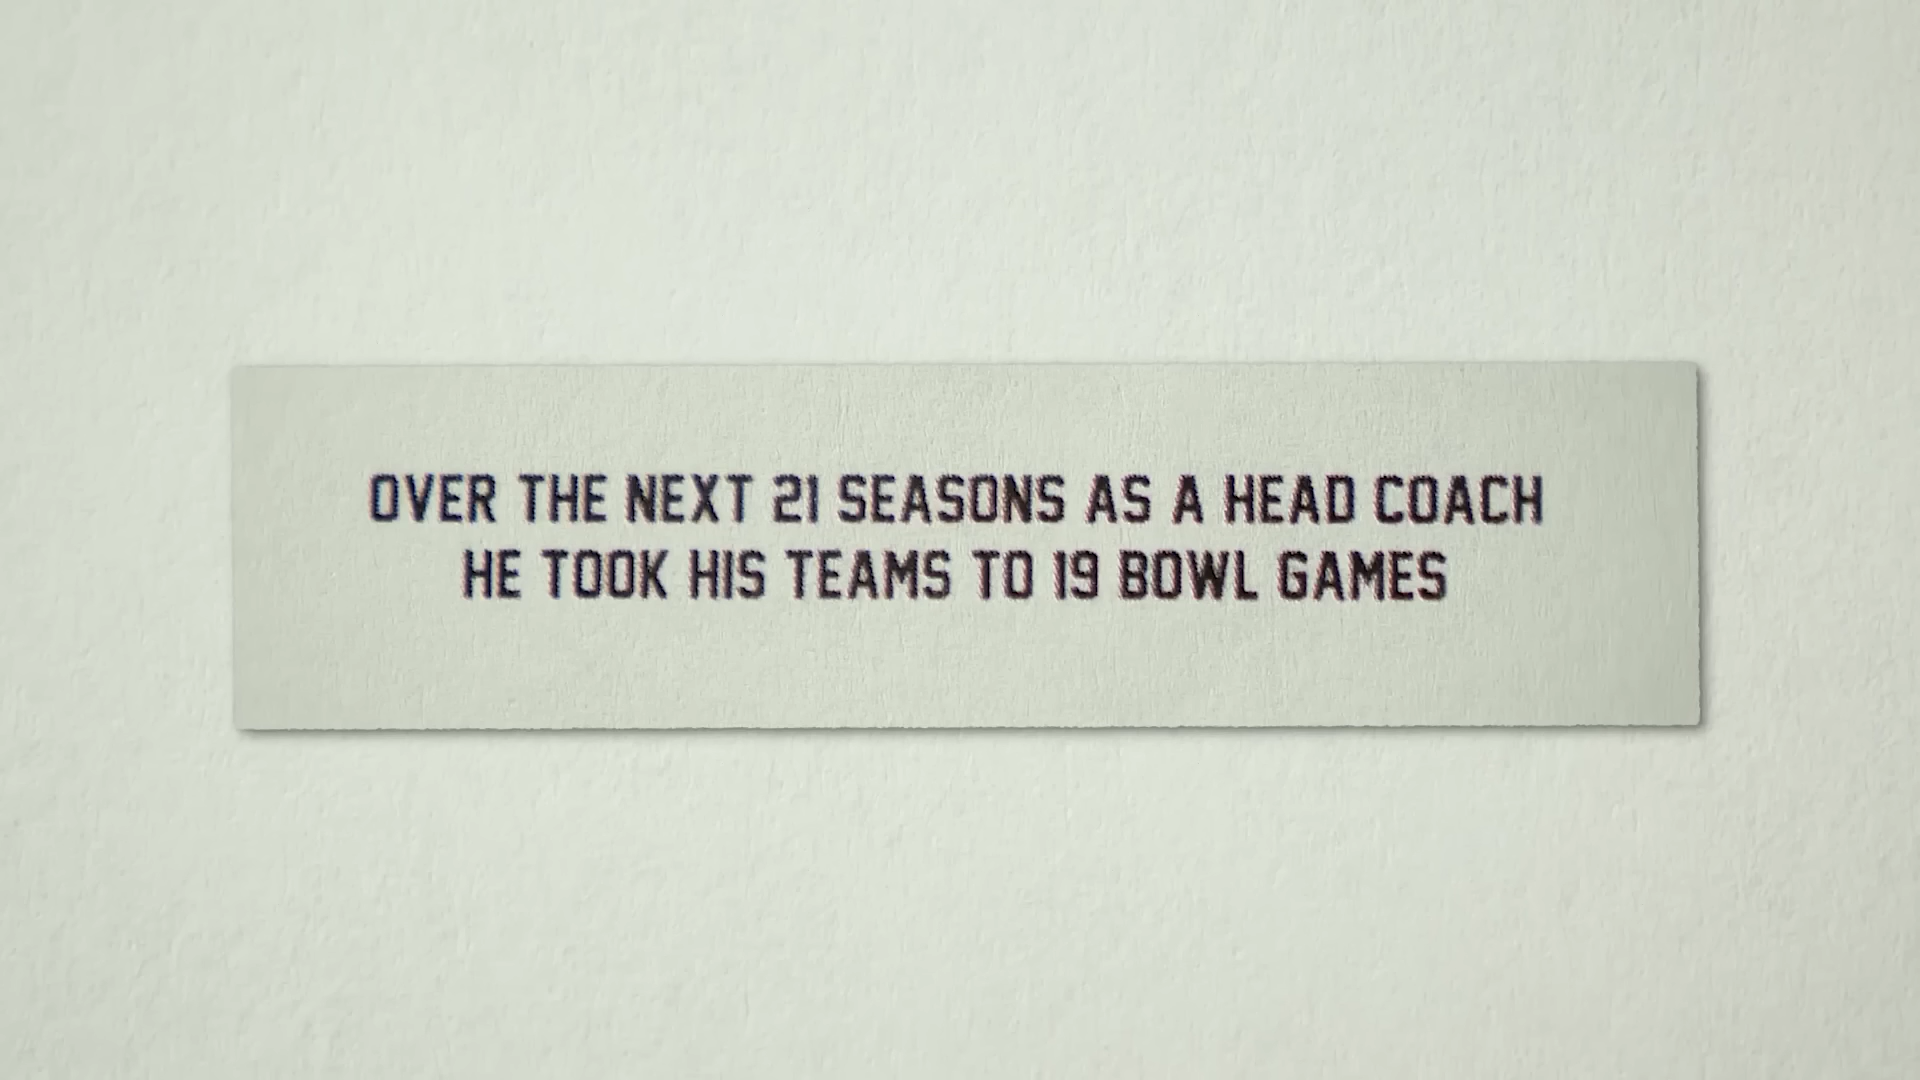 OVER THE NEXT 21 SEASONS AS A HEAD COACH
HE TOOK HIS TEAMS TO 19 BOWL GAMES